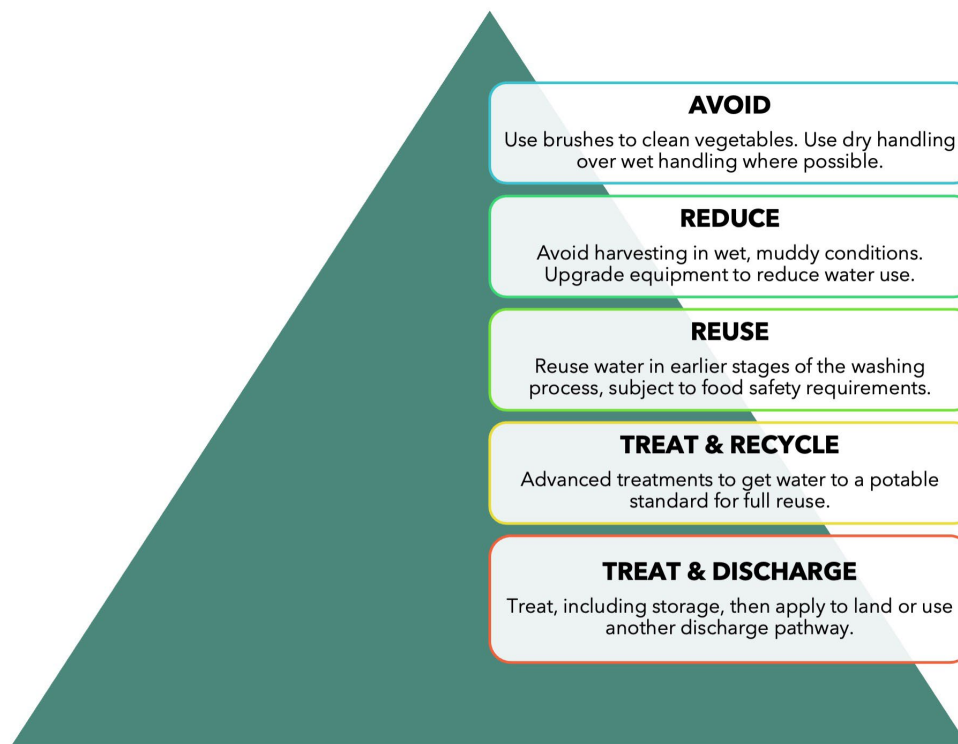 AVOID
Use brushes to clean vegetables. Use dry handling
over wet handling where possible.
REDUCE
Avoid harvesting in wet, muddy conditions.
Upgrade equipment to reduce water use.
REUSE
Reuse water in earlier stages of the washing
process, subject to food safety requirements.
TREAT & RECYCLE
Advanced treatments to get water to a potable
standard for full reuse.
TREAT & DISCHARGE
Treat, including storage, then apply to land or use
another discharge pathway.